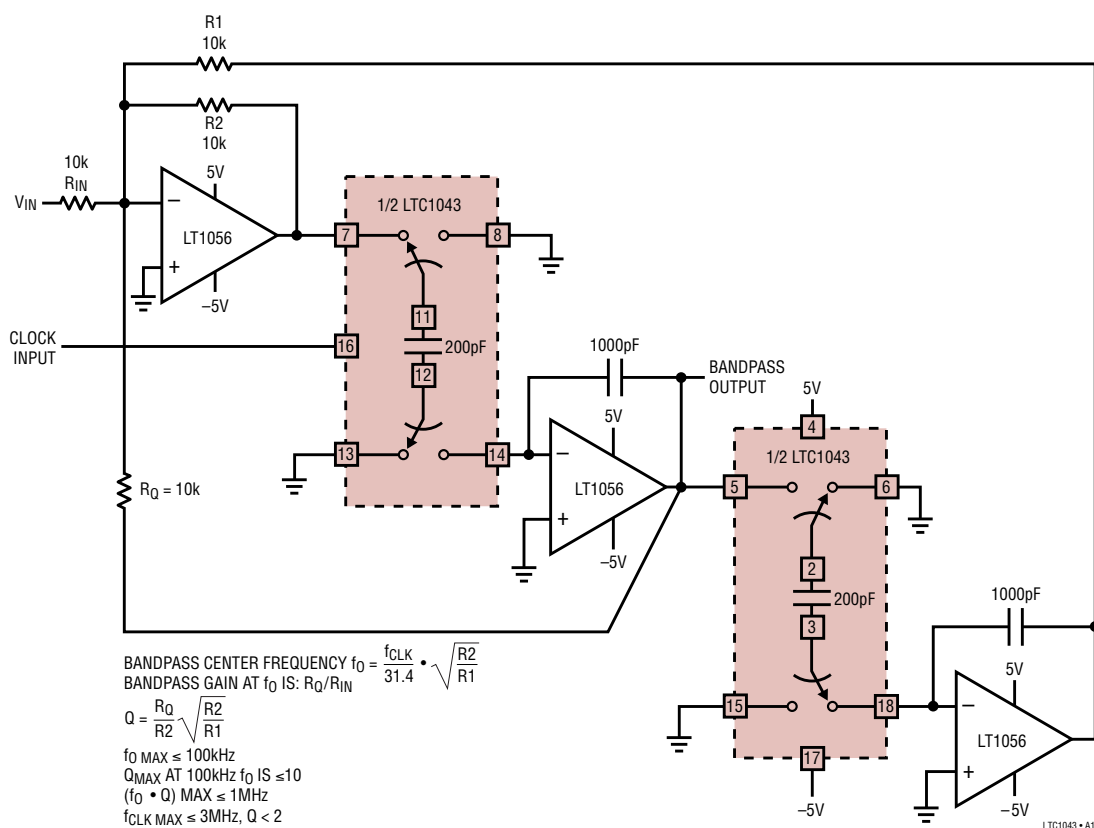 R1
10k
R2
10k
10k
RIN
VIN
5V
−
LT1056
+
−5V
1/2 LTC1043
7
8
11
200pF
12
13
14
CLOCK
INPUT
16
RQ = 10k
1000pF
BANDPASS
OUTPUT
5V
−
LT1056
+
−5V
5V
4
1/2 LTC1043
5
6
2
200pF
3
15
18
17
−5V
1000pF
5V
−
LT1056
+
−5V
BANDPASS CENTER FREQUENCY fO = fCLK/31.4 • √R2/R1
BANDPASS GAIN AT fO IS: RQ/RIN
Q = RQ/R2 √R2/R1
fO MAX ≤ 100kHz
QMAX AT 100kHz fO IS ≤10
(fO • Q) MAX ≤ 1MHz
fCLK MAX ≤ 3MHz, Q < 2